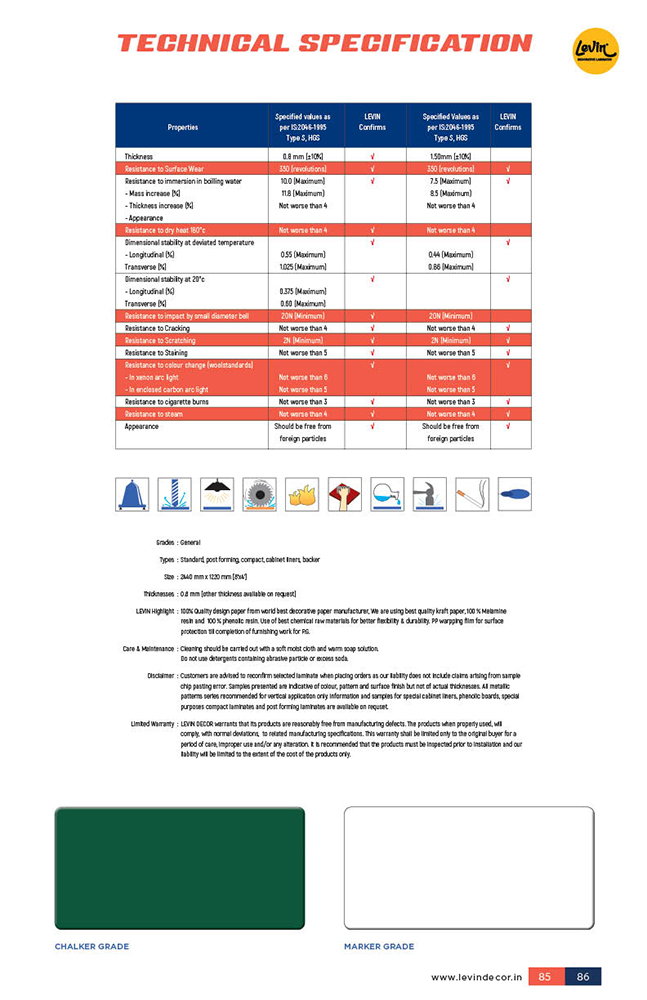 TECHNICAL SPECIFICATION
Levin
Properties
Specified values as
per IS:2046-1995
Type S, HGS
LEVIN
Confirms
Specified Values as
per IS:2046-1995
Type S, HGS
LEVIN
Confirms
Thickness 0.8 mm (±10%) √ 1.50mm (±10%)
Resistance to Surface Wear 350 (revolutions) √ 350 (revolutions) √
Resistance to immersion in boilling water 10.0 (Maximum) √ 7.5 (Maximum) √
- Mass increase (%) 11.8 (Maximum) 8.5 (Maximum)
- Thickness increase (%) Not worse than 4 Not worse than 4
- Appearance
Resistance to dry heat 180°c Not worse than 4 √ Not worse than 4
Dimensional stability at deviated temperature √ √
- Longitudinal (%) 0.55 (Maximum) 0.44 (Maximum)
Transverse (%) 1.025 (Maximum) 0.86 (Maximum)
Dimensional stability at 20°c √ √
- Longitudinal (%) 0.375 (Maximum)
Transverse (%) 0.60 (Maximum)
Resistance to impact by small diameter bell 20N (Minimum) √ 20N (Minimum)
Resistance to Cracking Not worse than 4 √ Not worse than 4 √
Resistance to Scratching 2N (Minimum) √ 2N (Minimum) √
Resistance to Staining Not worse than 5 √ Not worse than 5 √
Resistance to colour change (woolstandards) √ √
- In xenon arc light Not worse than 6 Not worse than 6
- In enclosed carbon arc light Not worse than 5 Not worse than 5
Resistance to cigarette burns Not worse than 3 √ Not worse than 3 √
Resistance to steam Not worse than 4 √ Not worse than 4 √
Appearance Should be free from √ Should be free from √
foreign particles foreign particles
Grades : General
Types : Standard, post forming, compact, cabinet liners, backer
Size : 2440 mm x 1220 mm (8'x4')
Thicknesses : 0.8 mm (other thickness available on request)
LEVIN Highlight : 100% Quality design paper from world best decorative paper manufacturer, We are using best quality kraft paper, 100 % Melamine
resin and 100 % phenolic resin. Use of best chemical raw materials for better flexibility & durability. PP warpping film for surface
protection till completion of furnishing work for P.G.
Care & Maintenance : Cleaning should be carried out with a soft moist cloth and warm soap solution.
Do not use detergents containing abrasive particle or excess soda.
Disclaimer : Customers are advised to reconfirm selected laminate when placing orders as our liability does not include claims arising from sample
chip pasting error. Samples presented are indicative of colour, pattern and surface finish but not of actual thicknesses. All metallic
patterns series recommended for vertical application only information and samples for special cabinet liners, phenolic boards, special
purposes compact laminates and post forming laminates are available on requset.
Limited Warranty : LEVIN DECOR warrants that its products are reasonably free from manufacturing defects. The products when properly used, will
comply, with normal deviations, to related manufacturing specifications. This warranty shall be limited only to the original buyer for a
period of care, improper use and/or any alteration. It is recommended that the products must be inspected prior to installation and our
liability will be limited to the extent of the cost of the products only.
CHALKER GRADE
MARKER GRADE
www.levindecor.in 85 86